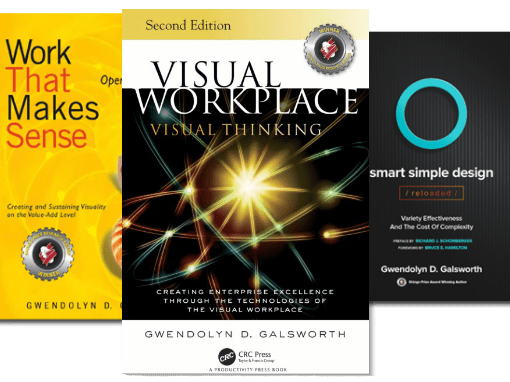 Work
That
Makes
Sense
Creating and Sustaining Visuality
on the Value-Add Level
GWENDOLYN D.
Second Edition
WINNER
VISUAL
WORKPLACE
VISUAL THINKING
CREATING ENTERPRISE EXCELLENCE
THROUGH THE TECHNOLOGIES OF
THE VISUAL WORKPLACE
GWENDOLYN D. GALSWORTH
CRC
CRC Press
Taylor & Francis Group
A PRODUCTIVITY PRESS BOOK
smart simple design
/ reloaded /
Variety Effectiveness
And The Cost Of Complexity
PREFACE BY RICHARD J. SCHONBERGER
FOREWORD BY BRUCE E. HAMILTON
Gwendolyn D. Galsworth
Shingo Prize Award Winning Author